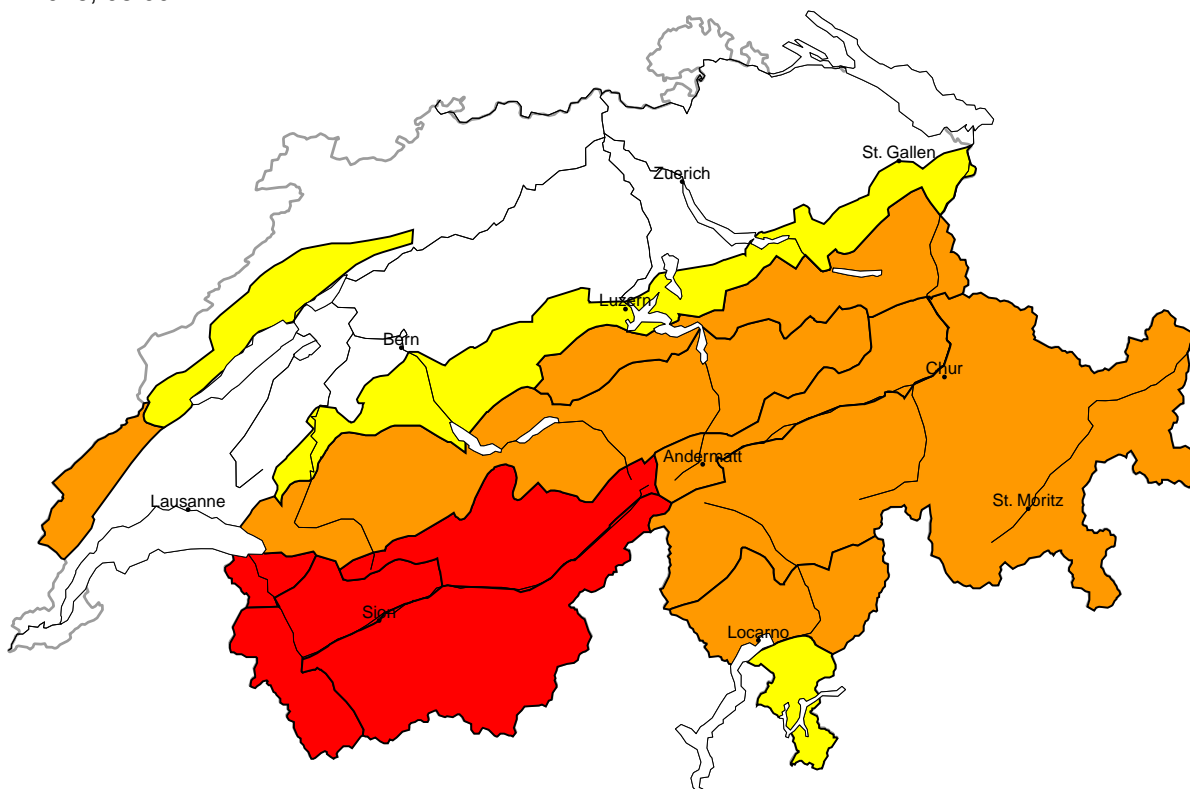 St. Gallen
Zuerich
Luzern
Bern
Chur
Andermatt
Lausanne
St. Moritz
Sion
Locarno